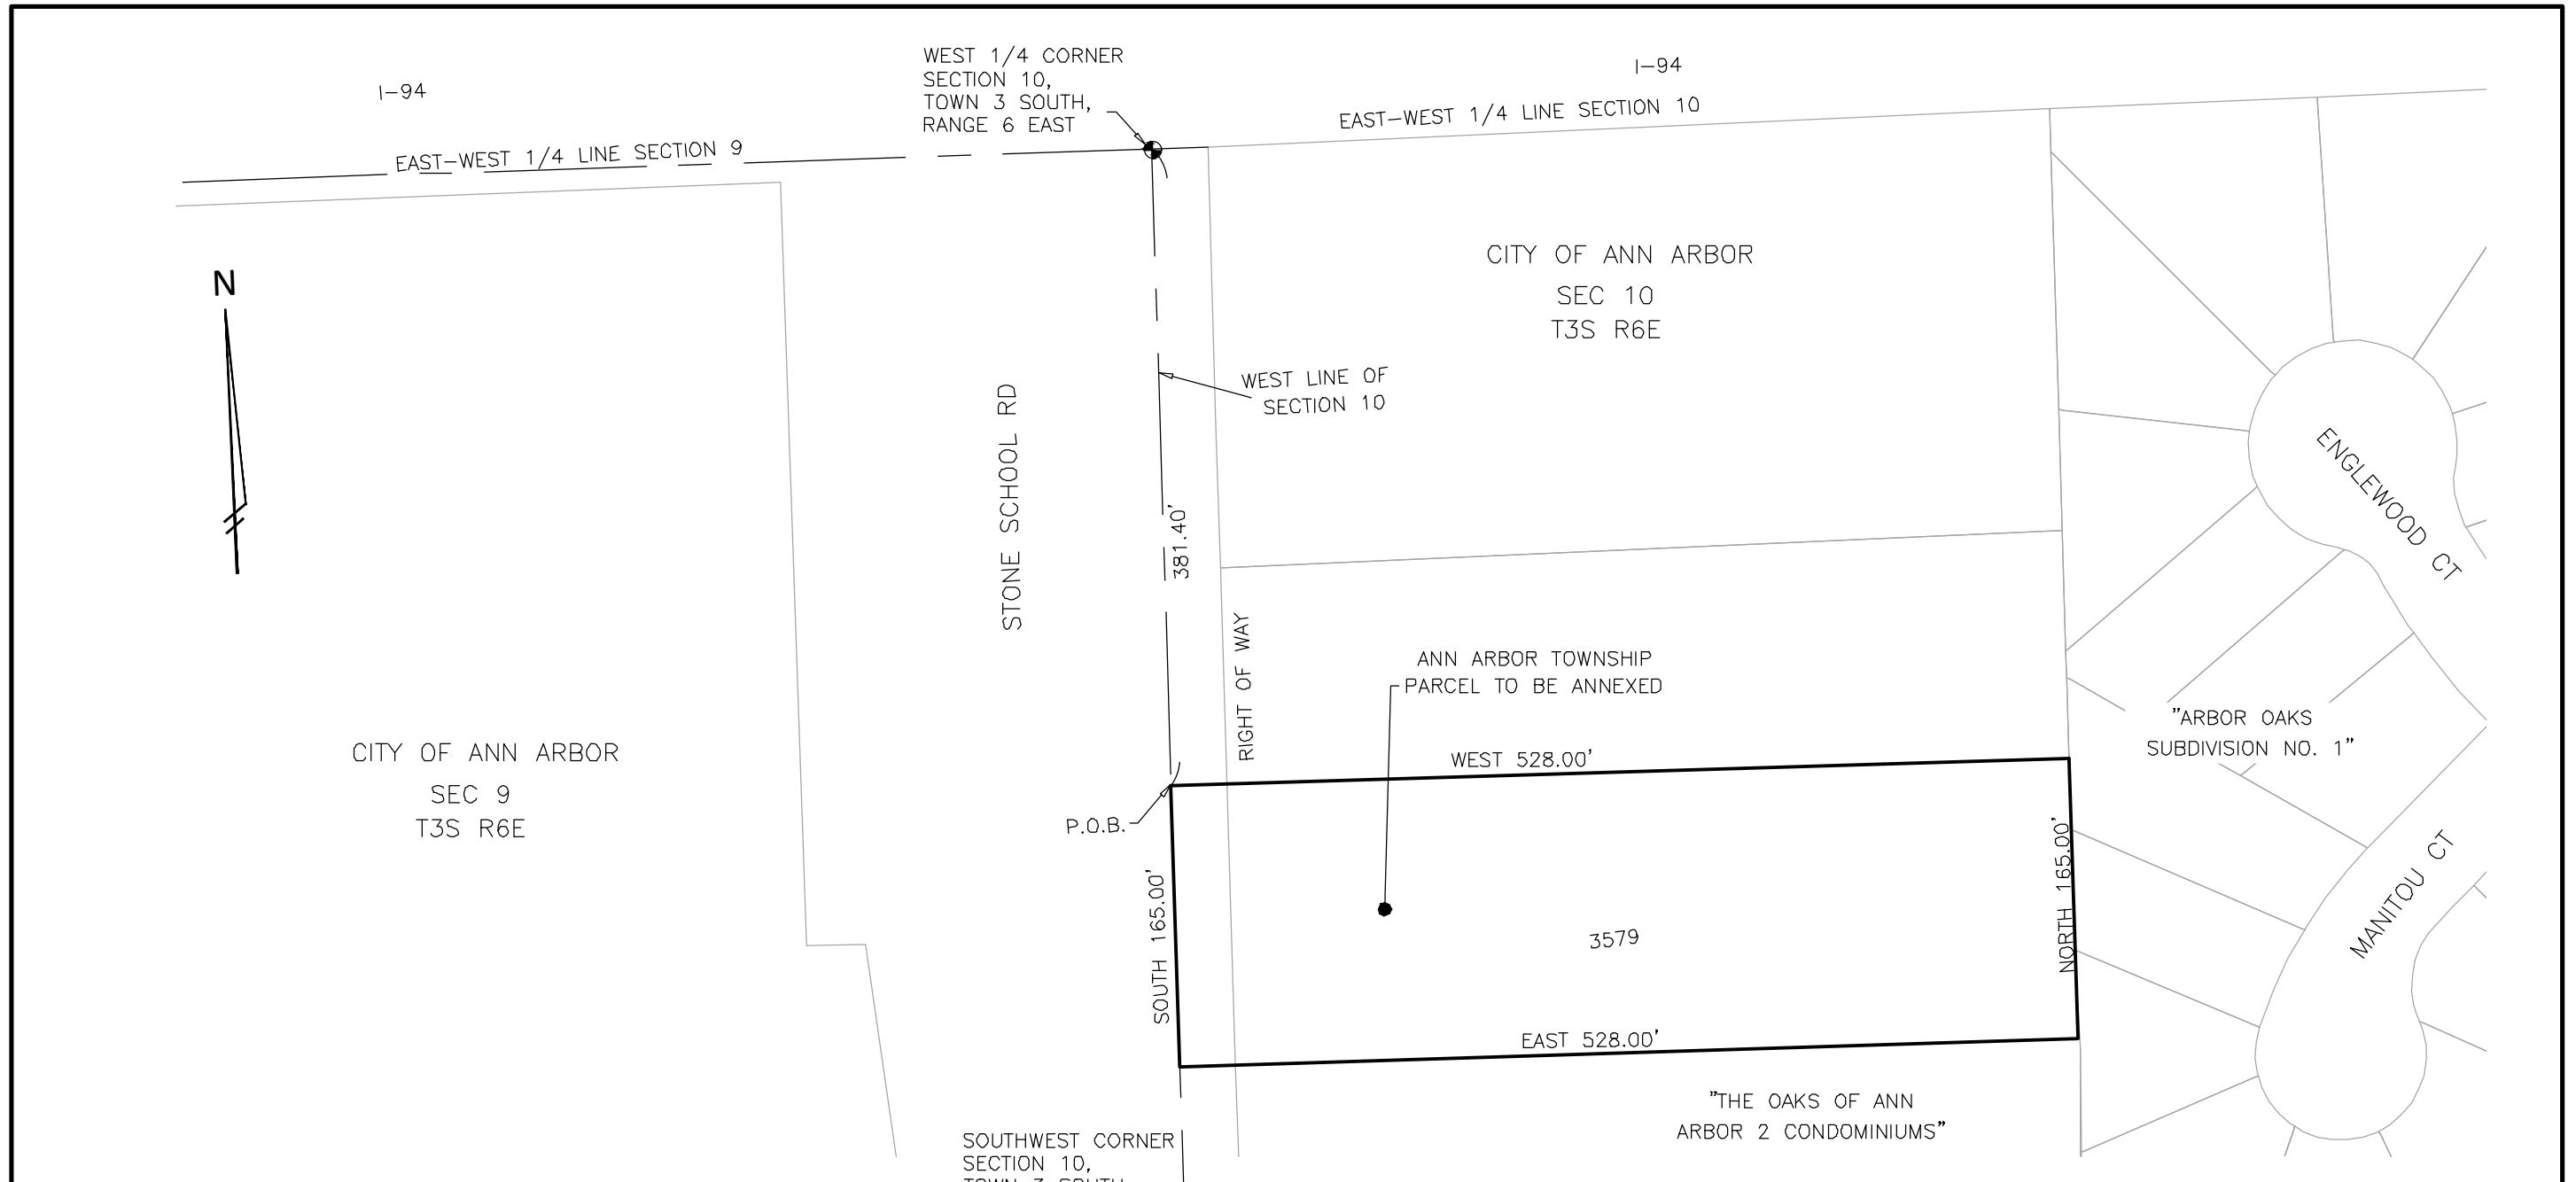 I-94
WEST 1/4 CORNER
SECTION 10,
TOWN 3 SOUTH,
RANGE 6 EAST
I-94
EAST-WEST 1/4 LINE SECTION 10
EAST-WEST 1/4 LINE SECTION 9
N
CITY OF ANN ARBOR
SEC 10
T3S R6E
WEST LINE OF
SECTION 10
STONE SCHOOL RD
381.40'
ENGLEWOOD CT
RIGHT OF WAY
ANN ARBOR TOWNSHIP
PARCEL TO BE ANNEXED
"ARBOR OAKS
SUBDIVISION NO. 1"
CITY OF ANN ARBOR
SEC 9
T3S R6E
WEST 528.00'
P.O.B.
SOUTH 165.00'
NORTH 165.00'
MANITOU CT
3579
EAST 528.00'
"THE OAKS OF ANN
ARBOR 2 CONDOMINIUMS"
SOUTHWEST CORNER
SECTION 10,
TOWN 3 SOUTH